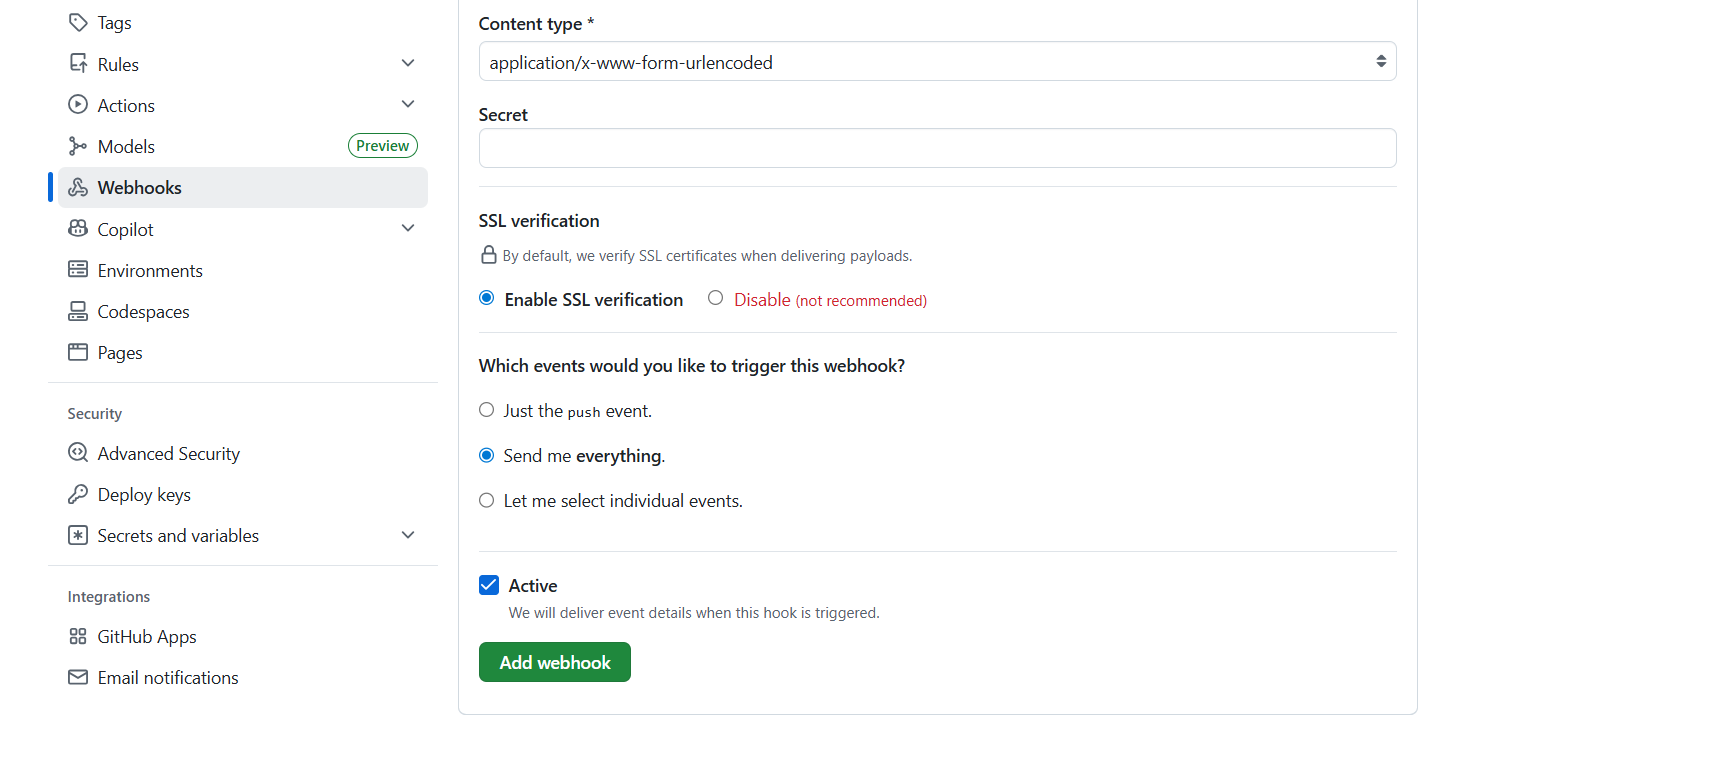 Tags
Rules
Actions
Models Preview
Webhooks
Copilot
Environments
Codespaces
Pages
Security
Advanced Security
Deploy keys
Secrets and variables
Integrations
GitHub Apps
Email notifications
Content type *
application/x-www-form-urlencoded
Secret
SSL verification
By default, we verify SSL certificates when delivering payloads.
Enable SSL verification Disable (not recommended)
Which events would you like to trigger this webhook?
Just the push event.
Send me everything.
Let me select individual events.
Active
We will deliver event details when this hook is triggered.
Add webhook